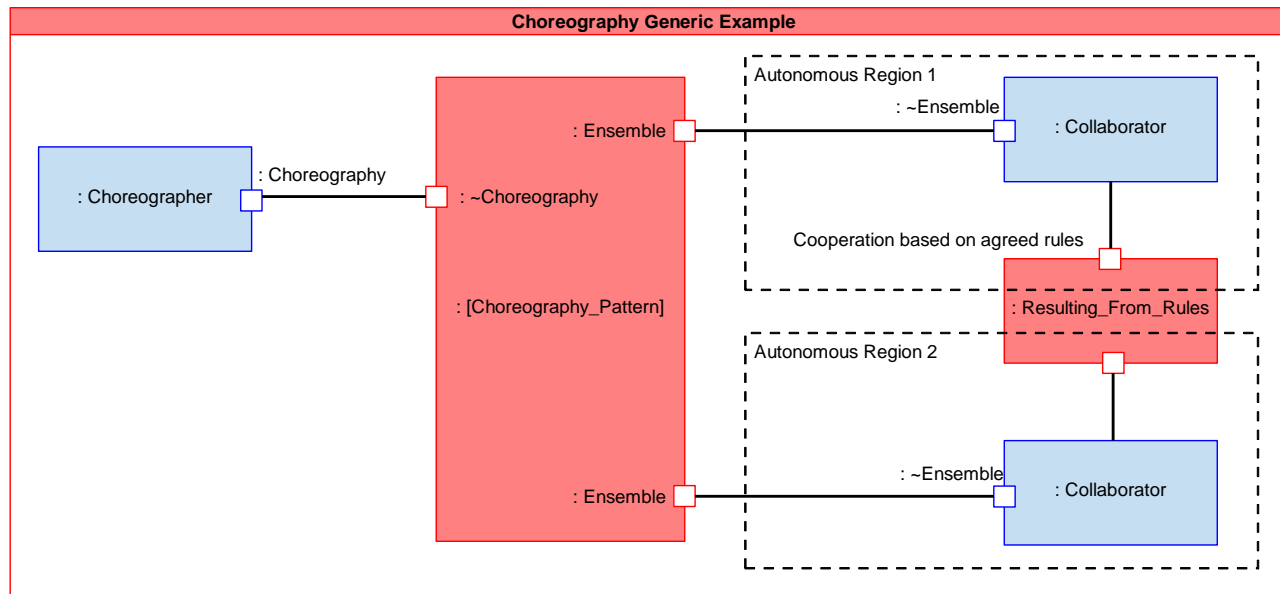 Choreography Generic Example
Autonomous Region 1
: ~Ensemble
: Ensemble
: Collaborator
: Choreography
: Choreographer
: ~Choreography
Cooperation based on agreed rules
: [Choreography_Pattern]
: Resulting_From_Rules
Autonomous Region 2
: ~Ensemble
: Ensemble
: Collaborator